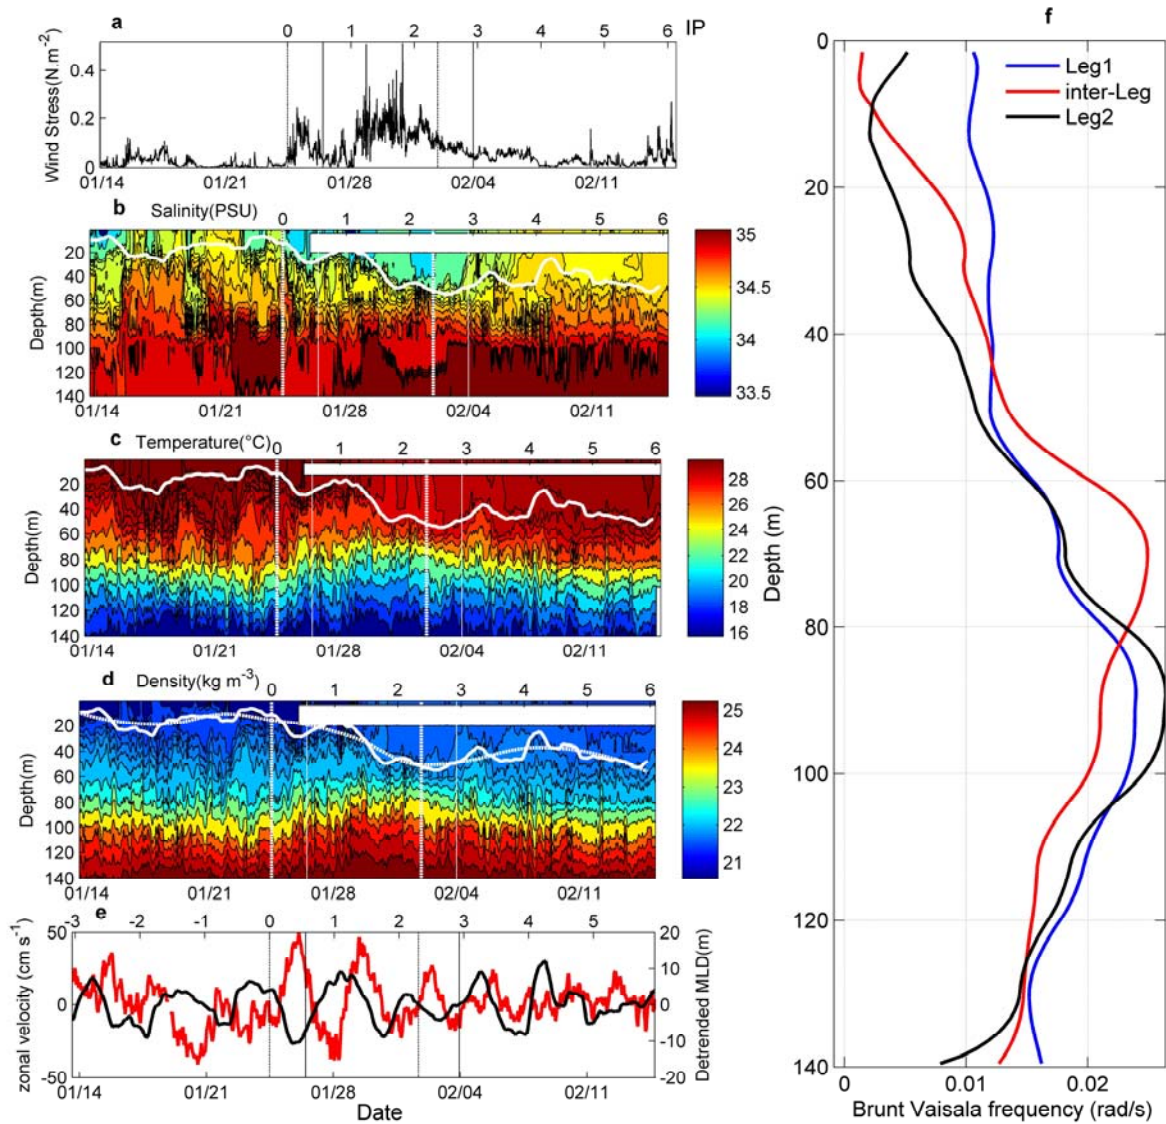 a
0 1 2 3 4 5 6 IP
Wind Stress(N.m-2)
0.4
0.2
0
01/14 01/21 01/28 02/04 02/11
b Salinity(PSU) 0 1 2 3 4 5 6
Depth(m)
20
40
60
80
100
120
140
01/14 01/21 01/28 02/04 02/11
35
34.5
34
33.5
c Temperature(°C) 0 1 2 3 4 5 6
Depth(m)
20
40
60
80
100
120
140
01/14 01/21 01/28 02/04 02/11
28
26
24
22
20
18
16
d Density(kg m-3) 0 1 2 3 4 5 6
Depth(m)
20
40
60
80
100
120
140
01/14 01/21 01/28 02/04 02/11
25
24
23
22
21
e
-3 -2 -1 0 1 2 3 4 5
zonal velocity (cm s-1)
50
0
-50
20
10
0
-10
-20
Detrended MLD(m)
01/14 01/21 01/28 02/04 02/11
Date
f
Leg1
inter-Leg
Leg2
Depth (m)
0
20
40
60
80
100
120
140
0 0.01 0.02
Brunt Vaisala frequency (rad/s)